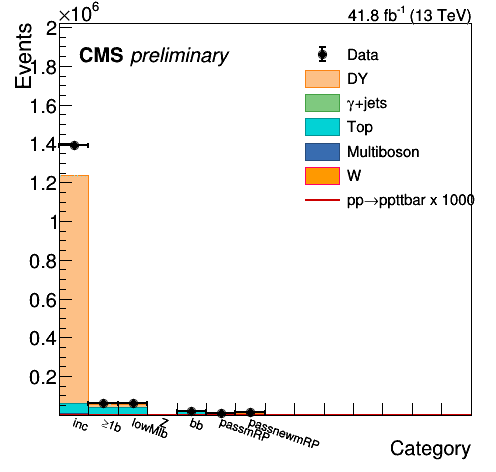 ×10⁶
41.8 fb⁻¹ (13 TeV)
Events
CMS preliminary
Data
DY
γ+jets
Top
Multiboson
W
pp→ppttbar x 1000
2
1.8
1.6
1.4
1.2
1
0.8
0.6
0.4
0.2
inc
≥1b
lowMlb
Z
bb
passmRP
passnewmRP
Category